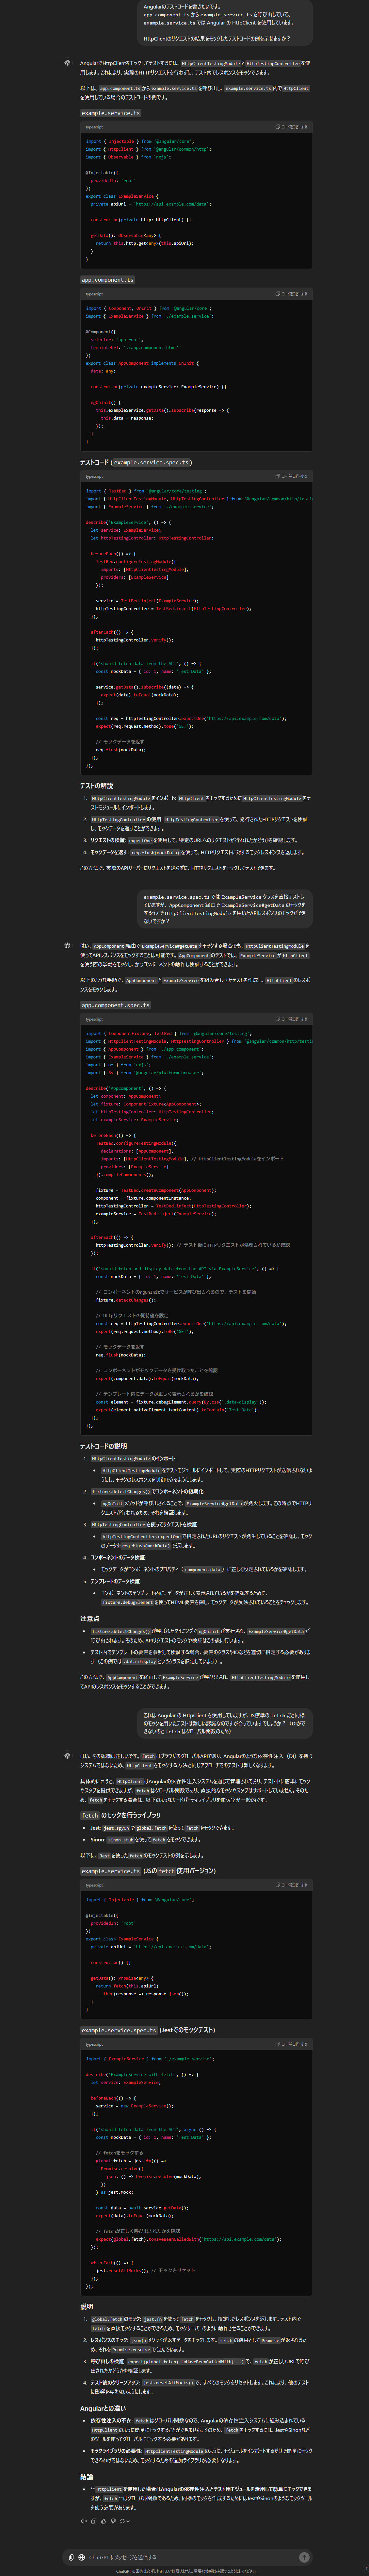 Angularのテストコードを書きたいです。
app.component.ts から example.service.ts を呼び出していて、
example.service.ts では Angular の HttpClient を使用しています。
HttpClientのリクエストの結果をモックしたテストコードの例を示せますか？
AngularでHttpClientをモックしてテストするには、HttpClientTestingModule と HttpTestingController を使
用します。これにより、実際のHTTPリクエストを行わずに、テスト内でレスポンスをモックできます。
以下は、app.component.ts から example.service.ts を呼び出し、example.service.ts 内で HttpClient
を使用している場合のテストコードの例です。
example.service.ts
typescript
コードをコピーする
import { Injectable } from '@angular/core';
import { HttpClient } from '@angular/common/http';
import { Observable } from 'rxjs';
@Injectable({
providedIn: 'root'
})
export class ExampleService {
private apiUrl = 'https://api.example.com/data';
constructor(private http: HttpClient) {}
getData(): Observable<any> {
return this.http.get<any>(this.apiUrl);
}
}
app.component.ts
typescript
コードをコピーする
import { Component, OnInit } from '@angular/core';
import { ExampleService } from './example.service';
@Component({
selector: 'app-root',
templateUrl: './app.component.html'
})
export class AppComponent implements OnInit {
data: any;
constructor(private exampleService: ExampleService) {}
ngOnInit() {
this.exampleService.getData().subscribe(response => {
this.data = response;
});
}
}
テストコード (example.service.spec.ts)
typescript
コードをコピーする
import { TestBed } from '@angular/core/testing';
import { HttpClientTestingModule, HttpTestingController } from '@angular/common/http/testi
import { ExampleService } from './example.service';
describe('ExampleService', () => {
let service: ExampleService;
let httpTestingController: HttpTestingController;
beforeEach(() => {
TestBed.configureTestingModule({
imports: [HttpClientTestingModule],
providers: [ExampleService]
});
service = TestBed.inject(ExampleService);
httpTestingController = TestBed.inject(HttpTestingController);
});
afterEach(() => {
httpTestingController.verify();
});
it('should fetch data from the API', () => {
const mockData = { id: 1, name: 'Test Data' };
service.getData().subscribe((data) => {
expect(data).toEqual(mockData);
});
const req = httpTestingController.expectOne('https://api.example.com/data');
expect(req.request.method).toBe('GET');
// モックデータを返す
req.flush(mockData);
});
});
テストの解説
1. HttpClientTestingModule をインポート: HttpClient をモックするために HttpClientTestingModule をテ
ストモジュールにインポートします。
2. HttpTestingController の使用: HttpTestingController を使って、発行されたHTTPリクエストを検証
し、モックデータを返すことができます。
3. リクエストの検証: expectOne を使用して、特定のURLへのリクエストが行われたかどうかを確認します。
4. モックデータを返す: req.flush(mockData) を使って、HTTPリクエストに対するモックレスポンスを返します。
この方法で、実際のAPIサーバーにリクエストを送らずに、HTTPリクエストをモックしてテストできます。
example.service.spec.ts では Example クラスを直接テストし
ていますが、AppComponent 経由で ExampleService#getData のモックを
するうえで HttpClientTestingModule を用いたAPIレスポンスのモックがで
きないですか？
はい、AppComponent 経由で ExampleService#getData をモックする場合でも、HttpClientTestingModule を
使ってAPIレスポンスをモックすることは可能です。AppComponent のテストでは、ExampleService が HttpClient
を使う際の挙動をモックし、かつコンポーネントの動作も検証することができます。
以下のような手順で、AppComponent と ExampleService を組み合わせたテストを作成し、HttpClient のレスポ
ンスをモックします。
app.component.spec.ts
typescript
コードをコピーする
import { ComponentFixture, TestBed } from '@angular/core/testing';
import { HttpClientTestingModule, HttpTestingController } from '@angular/common/http/testi
import { AppComponent } from './app.component';
import { ExampleService } from './example.service';
import { of } from 'rxjs';
import { By } from '@angular/platform-browser';
describe('AppComponent', () => {
let component: AppComponent;
let fixture: ComponentFixture<AppComponent>;
let httpTestingController: HttpTestingController;
let exampleService: ExampleService;
beforeEach(() => {
TestBed.configureTestingModule({
declarations: [AppComponent],
imports: [HttpClientTestingModule], // HttpClientTestingModuleをインポート
providers: [ExampleService]
}).compileComponents();
fixture = TestBed.createComponent(AppComponent);
component = fixture.componentInstance;
httpTestingController = TestBed.inject(HttpTestingController);
exampleService = TestBed.inject(ExampleService);
});
afterEach(() => {
httpTestingController.verify(); // テスト後にHTTPリクエストが処理されているか確認
});
it('should fetch and display data from the API via ExampleService', () => {
const mockData = { id: 1, name: 'Test Data' };
// コンポーネントのngOnInitでサービスが呼び出されるので、テストを開始
fixture.detectChanges();
// Httpリクエストの期待値を設定
const req = httpTestingController.expectOne('https://api.example.com/data');
expect(req.request.method).toBe('GET');
// モックデータを返す
req.flush(mockData);
// コンポーネントがモックデータを受け取ったことを確認
expect(component.data).toEqual(mockData);
// テンプレート内にデータが正しく表示されるかを確認
const element = fixture.debugElement.query(By.css('.data-display'));
expect(element.nativeElement.textContent).toContain('Test Data');
});
});
テストコードの説明
1. HttpClientTestingModule のインポート:
• HttpClientTestingModule をテストモジュールにインポートして、実際のHTTPリクエストが送信されないよ
うにし、モックのレスポンスを制御できるようにします。
2. fixture.detectChanges() でコンポーネントの初期化:
• ngOnInit メソッドが呼び出されることで、ExampleService#getData が発火します。この時点でHTTPリ
クエストが行われるため、それを検証します。
3. HttpTestingController を使ってリクエストを検証:
• httpTestingController.expectOne で指定されたURLのリクエストが発生していることを確認し、モック
のデータを req.flush(mockData) で返します。
4. コンポーネントのデータ検証:
• モックデータがコンポーネントのプロパティ（ component.data ）に正しく設定されているかを確認します。
5. テンプレートのデータ検証:
• コンポーネントのテンプレート内に、データが正しく表示されているかを確認するために、
fixture.debugElement を使ってHTML要素を探し、モックデータが反映されていることをチェックします。
注意点
• fixture.detectChanges() が呼ばれたタイミングで ngOnInit が実行され、ExampleService#getData が
呼び出されます。そのため、APIリクエストのモックや検証はこの後に行います。
• テスト内でテンプレートの要素を参照して検証する場合、要素のクラスやIDなどを適切に指定する必要がありま
す（この例では .data-display というクラスを仮定しています）。
この方法で、AppComponent を経由して ExampleService が呼び出され、HttpClientTestingModule を使用し
てAPIのレスポンスをモックすることができます。
これは Angular の HttpClient を使用していますが、JS標準の fetch だと同様
のモックを用いたテストは難しい認識なのですが合っていますでしょうか？（DIがで
きないのと fetch はグローバル関数のため）
はい、その認識は正しいです。fetch はブラウザのグローバルAPIであり、Angularのような依存性注入（DI）を持つ
システムではないため、HttpClient をモックする方法と同じアプローチでのテストは難しくなります。
具体的に言うと、HttpClient はAngularの依存性注入システムを通じて管理されており、テスト中に簡単にモック
やスタブを提供できますが、fetch はグローバル関数であり、直接的なモックやスタブはサポートしていません。そのた
め、fetch をモックする場合は、以下のようなサードパーティライブラリを使うことが一般的です。
fetch のモックを行うライブラリ
• Jest: jest.spyOn や global.fetch を使って fetch をモックできます。
• Sinon: sinon.stub を使って fetch をモックできます。
以下に、Jest を使った fetch のモックテストの例を示します。
example.service.ts (JSの fetch 使用バージョン)
typescript
コードをコピーする
import { Injectable } from '@angular/core';
@Injectable({
providedIn: 'root'
})
export class ExampleService {
private apiUrl = 'https://api.example.com/data';
constructor() {}
getData(): Promise<any> {
return fetch(this.apiUrl)
.then(response => response.json());
}
}
example.service.spec.ts (Jestでのモックテスト)
typescript
コードをコピーする
import { ExampleService } from './example.service';
describe('ExampleService with fetch', () => {
let service: ExampleService;
beforeEach(() => {
service = new ExampleService();
});
it('should fetch data from the API', async () => {
const mockData = { id: 1, name: 'Test Data' };
// fetchをモックする
global.fetch = jest.fn(() =>
Promise.resolve({
json: () => Promise.resolve(mockData),
})
) as jest.Mock;
const data = await service.getData();
expect(data).toEqual(mockData);
// fetchが正しく呼び出されたかを確認
expect(global.fetch).toHaveBeenCalledWith('https://api.example.com/data');
});
afterEach(() => {
jest.resetAllMocks(); // モックをリセット
});
});
説明
1. global.fetch のモック: jest.fn を使って fetch をモックし、指定したレスポンスを返します。テスト内で
fetch を直接モックすることができるため、モックサーバーのように動作させることができます。
2. レスポンスのモック: json() メソッドが返すデータをモックします。fetch の結果として Promise が返されるた
め、それを Promise.resolve で包んでいます。
3. 呼び出しの検証: expect(global.fetch).toHaveBeenCalledWith(...) で、fetch が正しいURLで呼び
出されたかどうかを検証します。
4. テスト後のクリーンアップ: jest.resetAllMocks() で、すべてのモックをリセットします。これにより、他のテスト
に影響を与えないようにします。
Angularとの違い
• 依存性注入の不在: fetch はグローバル関数なので、Angularの依存性注入システムに組み込まれている
HttpClient のように簡単にモックすることができません。そのため、fetch をモックするには、JestやSinonなど
のツールを使ってグローバルにモックする必要があります。
• モックライブラリの必要性: HttpClientTestingModule のように、モジュールをインポートするだけで簡単にモック
できるわけではないため、モックするための追加ライブラリが必要になります。
結論
• **HttpClient を使用した場合はAngularの依存性注入とテスト用モジュールを活用して簡単にモックできま
すが、fetch **はグローバル関数であるため、同様のモックを作成するためにはJestやSinonのようなモックツール
を使う必要があります。
ChatGPT にメッセージを送信する
ChatGPT の回答は必ずしも正しいとは限りません。重要な情報は確認するようにしてください。
?